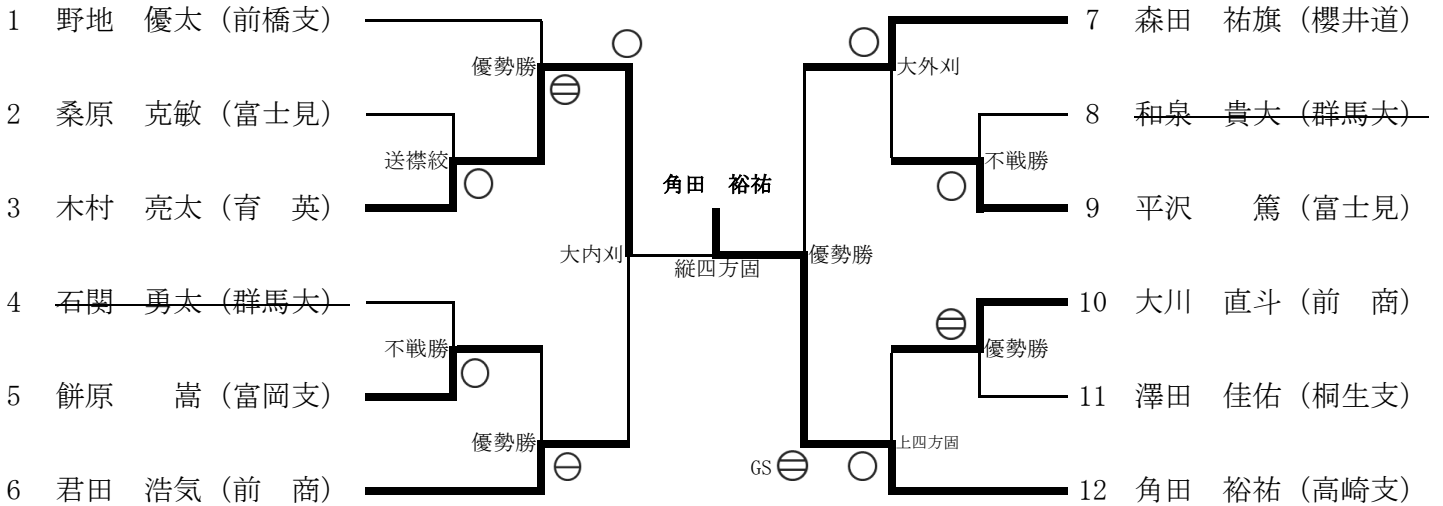 1 野地 優太 (前橋支)
優勢勝
2 桑原 克敏 (富士見)
送襟絞
3 木村 亮太 (育 英)
大内刈
4 石関 勇太 (群馬大)
不戦勝
5 餅原 嵩 (富岡支)
優勢勝
6 君田 浩気 (前 商)
角田 裕祐
縦四方固
7 森田 祐旗 (櫻井道)
大外刈
8 和泉 貴大 (群馬大)
不戦勝
9 平沢 篤 (富士見)
優勢勝
10 大川 直斗 (前 商)
優勢勝
11 澤田 佳佑 (桐生支)
上四方固
GS
12 角田 裕祐 (高崎支)